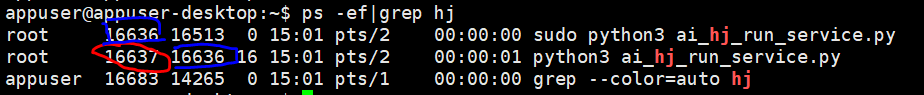 appuser@appuser-desktop:~$ ps -ef|grep hj
root 16636 16513 0 15:01 pts/2 00:00:00 sudo python3 ai_hj_run_service.py
root 16637 16636 16 15:01 pts/2 00:00:01 python3 ai_hj_run_service.py
appuser 16683 14265 0 15:01 pts/1 00:00:00 grep --color=auto hj